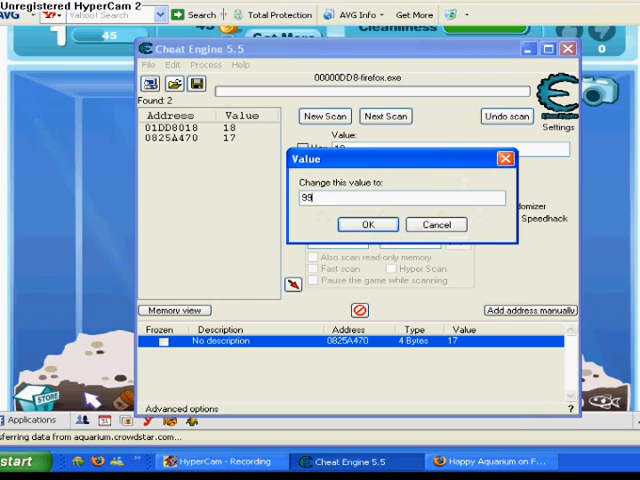 Unregistered HyperCam 2
AVG Yahoo! Search Search Total Protection AVG Info Get More
1 45 Get More Cleanliness 0
Cheat Engine 5.5
File Edit Process Help
00000DD8-firefox.exe
Found: 2
Address Value
01DD8018 18
0825A470 17
New Scan Next Scan Undo scan
Settings
Value:
Value
Change this value to:
99
OK Cancel
domizer
Speedhack
Also scan read-only memory
Fast scan Hyper Scan
Pause the game while scanning
Memory view Add address manually
Frozen Description Address Type Value
No description 0825A470 4 Bytes 17
STORE
Advanced options ?
Applications
sferring data from aquarium.crowdstar.com...
start HyperCam - Recording Cheat Engine 5.5 Happy Aquarium on F...